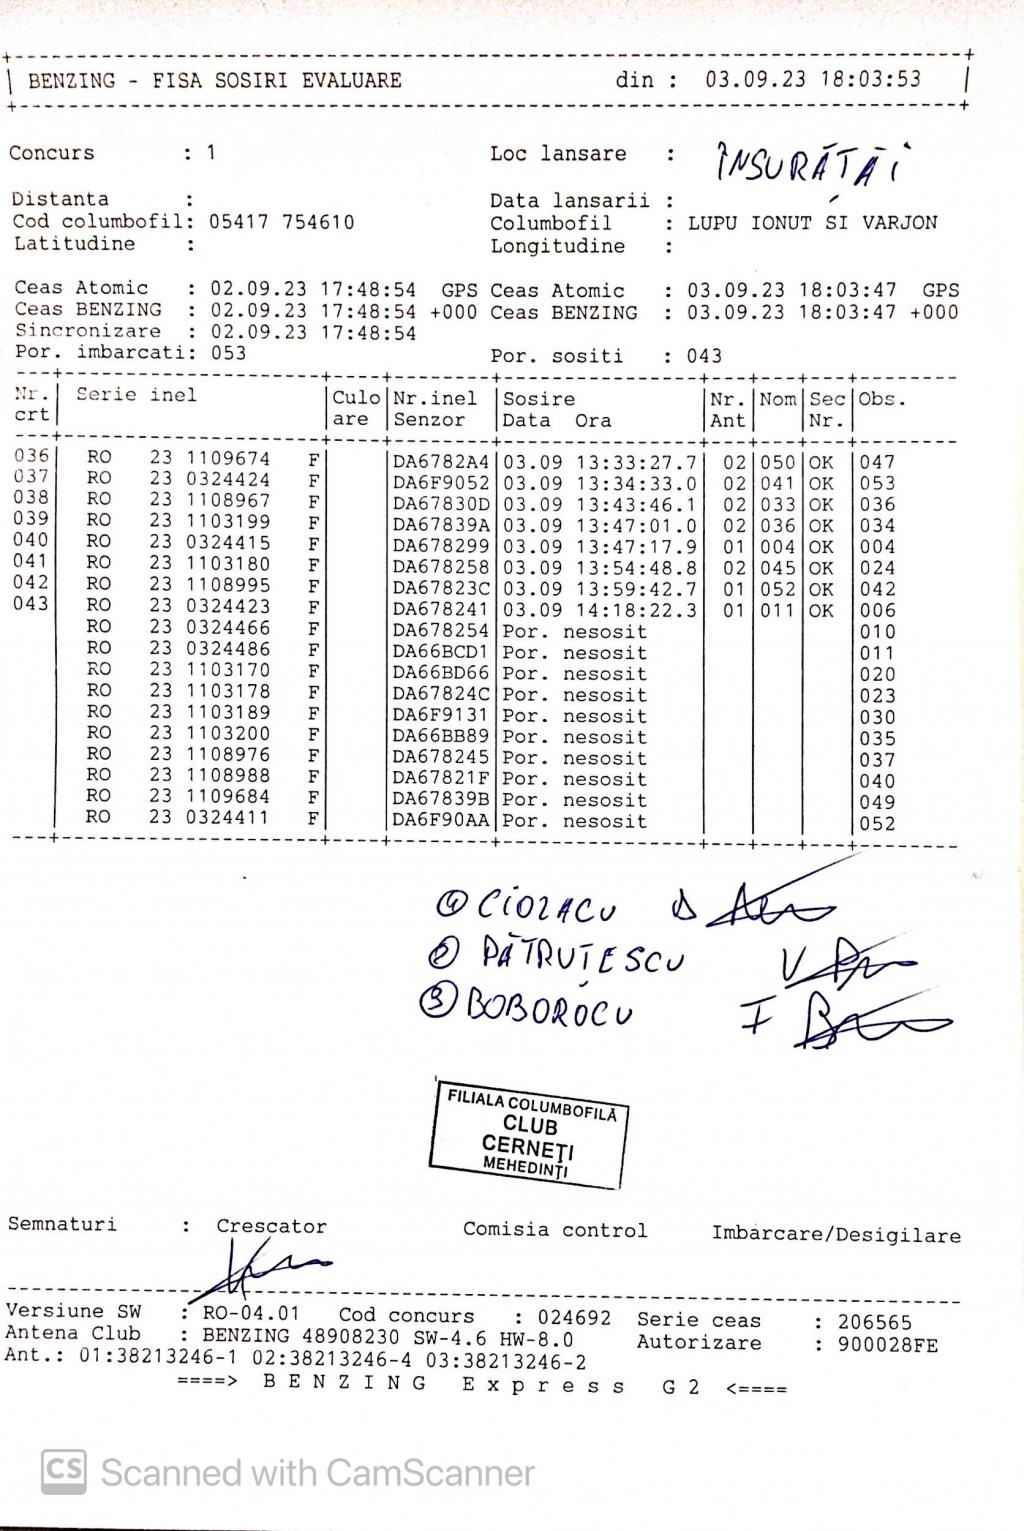 BENZING - FISA SOSIRI EVALUARE din : 03.09.23 18:03:53
Concurs : 1 Loc lansare : ÎNSURĂȚĂI
Distanta : Data lansarii :
Cod columbofil: 05417 754610 Columbofil : LUPU IONUT SI VARJON
Latitudine : Longitudine :
Ceas Atomic : 02.09.23 17:48:54 GPS Ceas Atomic : 03.09.23 18:03:47 GPS
Ceas BENZING : 02.09.23 17:48:54 +000 Ceas BENZING : 03.09.23 18:03:47 +000
Sincronizare : 02.09.23 17:48:54
Por. imbarcati: 053 Por. sositi : 043
Nr. Serie inel Culo Nr.inel Sosire Nr. Nom Sec Obs.
crt are Senzor Data Ora Ant Nr.
036 RO 23 1109674 F DA6782A4 03.09 13:33:27.7 02 050 OK 047
037 RO 23 0324424 F DA6F9052 03.09 13:34:33.0 02 041 OK 053
038 RO 23 1108967 F DA67830D 03.09 13:43:46.1 02 033 OK 036
039 RO 23 1103199 F DA67839A 03.09 13:47:01.0 02 036 OK 034
040 RO 23 0324415 F DA678299 03.09 13:47:17.9 01 004 OK 004
041 RO 23 1103180 F DA678258 03.09 13:54:48.8 02 045 OK 024
042 RO 23 1108995 F DA67823C 03.09 13:59:42.7 01 052 OK 042
043 RO 23 0324423 F DA678241 03.09 14:18:22.3 01 011 OK 006
RO 23 0324466 F DA678254 Por. nesosit 010
RO 23 0324486 F DA66BCD1 Por. nesosit 011
RO 23 1103170 F DA66BD66 Por. nesosit 020
RO 23 1103178 F DA67824C Por. nesosit 023
RO 23 1103189 F DA6F9131 Por. nesosit 030
RO 23 1103200 F DA66BB89 Por. nesosit 035
RO 23 1108976 F DA678245 Por. nesosit 037
RO 23 1108988 F DA67821F Por. nesosit 040
RO 23 1109684 F DA67839B Por. nesosit 049
RO 23 0324411 F DA6F90AA Por. nesosit 052
① CIOZACU D
② PĂTRUȚESCU V
③ BOBOROCU I
FILIALA COLUMBOFILĂ
CLUB
CERNEȚI
MEHEDINȚI
Semnaturi : Crescator Comisia control Imbarcare/Desigilare
Versiune SW : RO-04.01 Cod concurs : 024692 Serie ceas : 206565
Antena Club : BENZING 48908230 SW-4.6 HW-8.0 Autorizare : 900028FE
Ant.: 01:38213246-1 02:38213246-4 03:38213246-2
====> B E N Z I N G E x p r e s s G 2 <====
CS Scanned with CamScanner